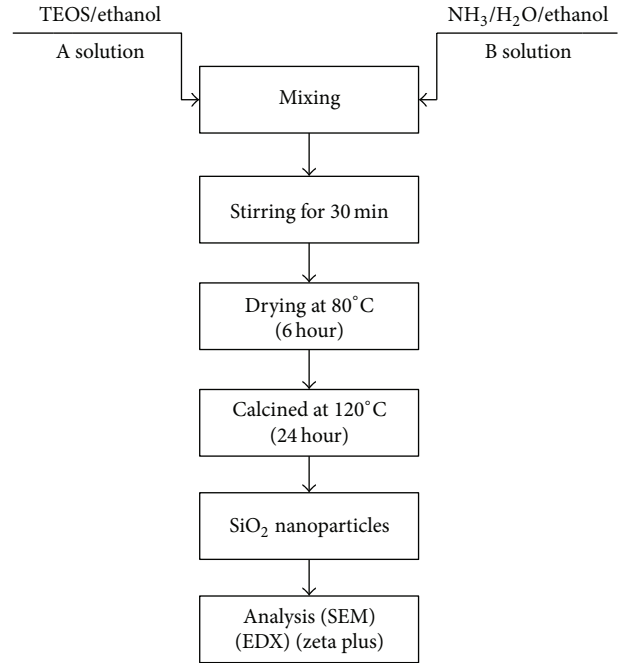 TEOS/ethanol
A solution
NH₃/H₂O/ethanol
B solution
Mixing
Stirring for 30 min
Drying at 80°C
(6 hour)
Calcined at 120°C
(24 hour)
SiO₂ nanoparticles
Analysis (SEM)
(EDX) (zeta plus)